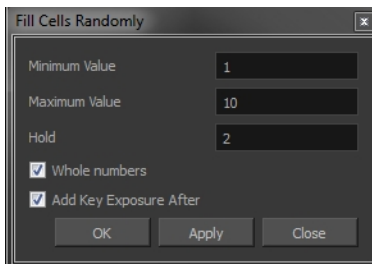 Fill Cells Randomly
Minimum Value 1
Maximum Value 10
Hold 2
Whole numbers
Add Key Exposure After
OK Apply Close